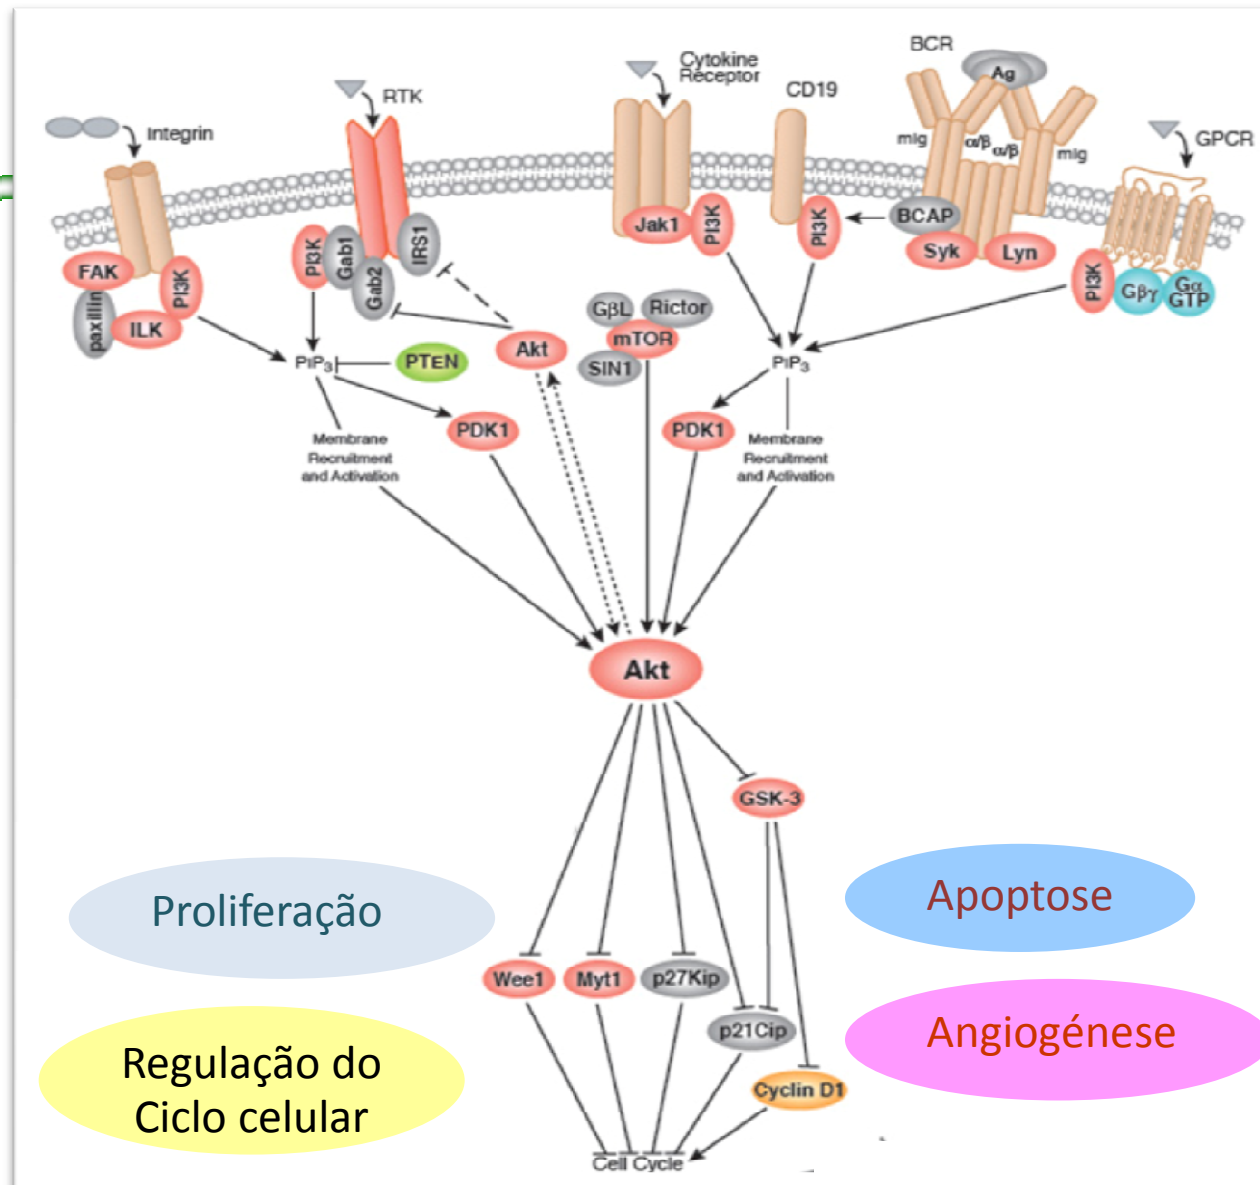 BCR
Ag
Cytokine
Receptor
CD19
RTK
Integrin
mIg
α/β
α/β
mIg
GPCR
Jak1
PI3K
PI3K
BCAP
Syk
Lyn
PI3K
Gab1
IRS1
Gab2
FAK
PI3K
paxillin
ILK
PI3K
Gβγ
Gα
GTP
GβL
Rictor
mTOR
SIN1
Akt
PTEN
PIP3
PIP3
PDK1
PDK1
Membrane
Recruitment
and Activation
Membrane
Recruitment
and Activation
Akt
GSK-3
Proliferação
Apoptose
Wee1
Myt1
p27Kip
p21Cip
Angiogénese
Regulação do
Ciclo celular
Cyclin D1
Cell Cycle